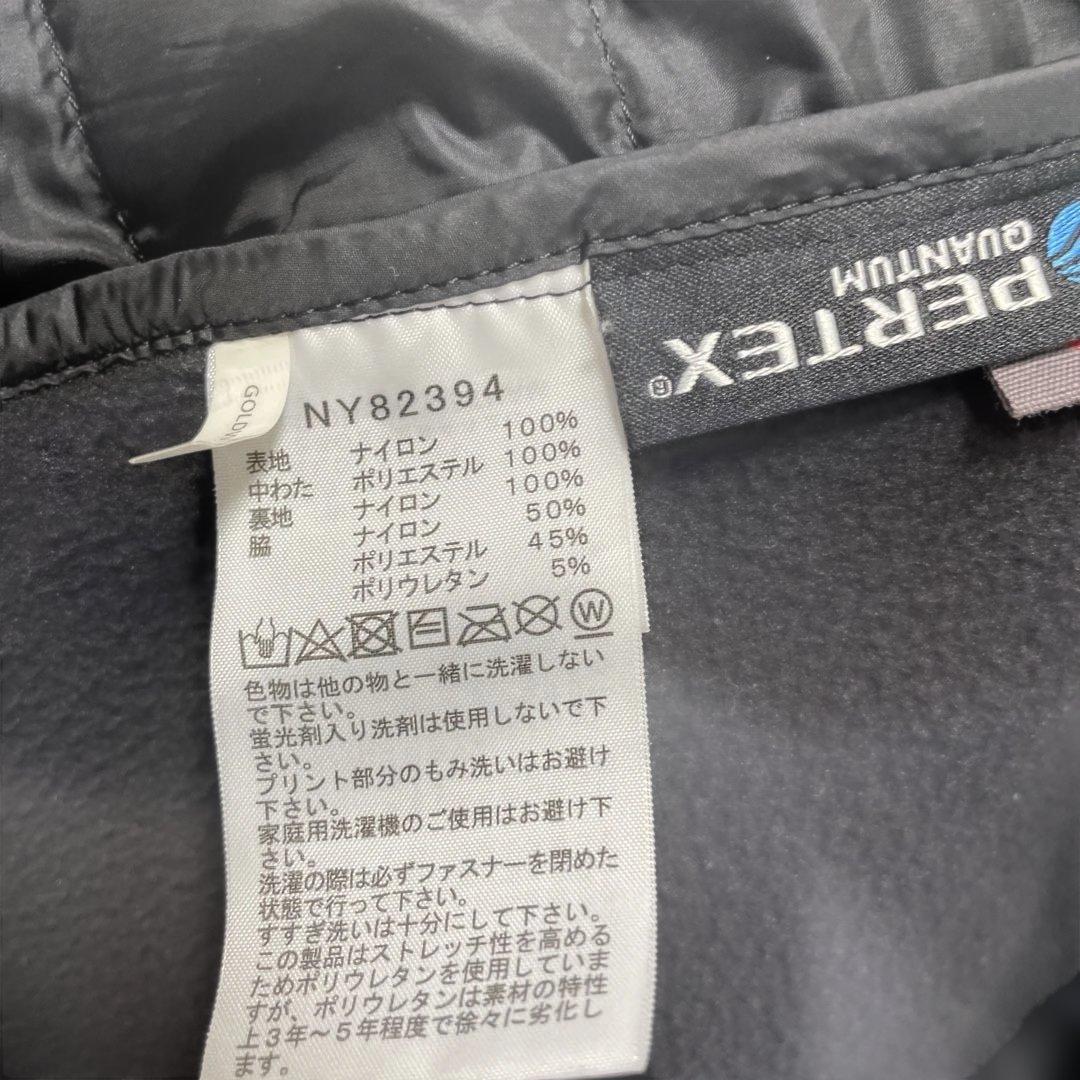 PERTEX®
QUANTUM
GOLDW
NY82394
表地 ナイロン 100%
中わた ポリエステル 100%
裏地 ナイロン 100%
脇 ナイロン 50%
ポリエステル 45%
ポリウレタン 5%
W
色物は他の物と一緒に洗濯しない
で下さい。
蛍光剤入り洗剤は使用しないで下
さい。
プリント部分のもみ洗いはお避け
下さい。
家庭用洗濯機のご使用はお避け下
さい。
洗濯の際は必ずファスナーを閉めた
状態で行って下さい。
すすぎ洗いは十分にして下さい。
この製品はストレッチ性を高める
ためポリウレタンを使用していま
すが、ポリウレタンは素材の特性
上3年～5年程度で徐々に劣化し
ます。